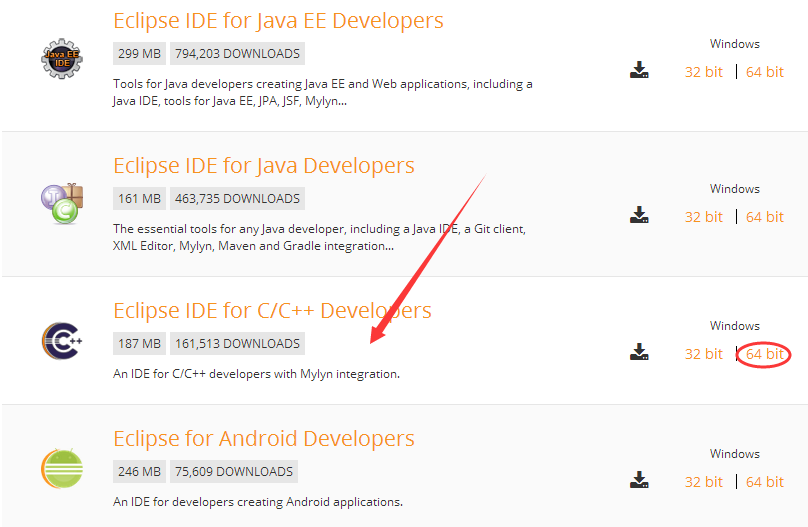 Eclipse IDE for Java EE Developers
299 MB 794,203 DOWNLOADS
Java EE
IDE
Tools for Java developers creating Java EE and Web applications, including a
Java IDE, tools for Java EE, JPA, JSF, Mylyn...
Windows
32 bit 64 bit
Eclipse IDE for Java Developers
161 MB 463,735 DOWNLOADS
J
C
The essential tools for any Java developer, including a Java IDE, a Git client,
XML Editor, Mylyn, Maven and Gradle integration...
Windows
32 bit 64 bit
Eclipse IDE for C/C++ Developers
187 MB 161,513 DOWNLOADS
C++
An IDE for C/C++ developers with Mylyn integration.
Windows
32 bit 64 bit
Eclipse for Android Developers
246 MB 75,609 DOWNLOADS
An IDE for developers creating Android applications.
Windows
32 bit 64 bit